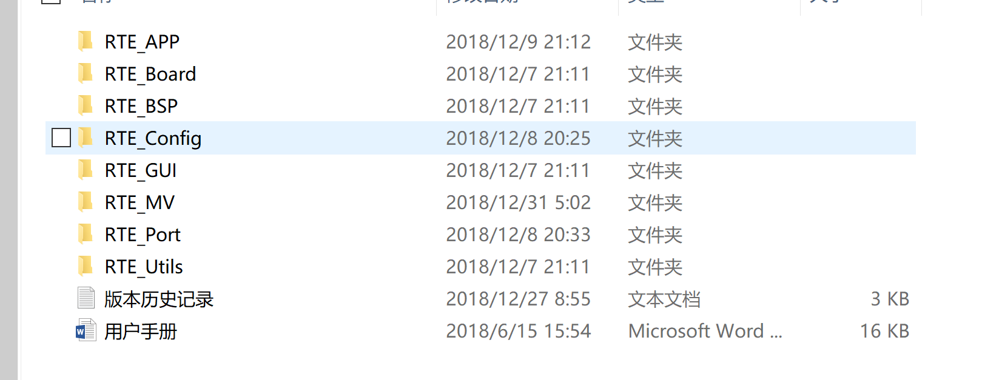 RTE_APP 2018/12/9 21:12 文件夹
RTE_Board 2018/12/7 21:11 文件夹
RTE_BSP 2018/12/7 21:11 文件夹
RTE_Config 2018/12/8 20:25 文件夹
RTE_GUI 2018/12/7 21:11 文件夹
RTE_MV 2018/12/31 5:02 文件夹
RTE_Port 2018/12/8 20:33 文件夹
RTE_Utils 2018/12/7 21:11 文件夹
版本历史记录 2018/12/27 8:55 文本文档 3 KB
用户手册 2018/6/15 15:54 Microsoft Word ... 16 KB